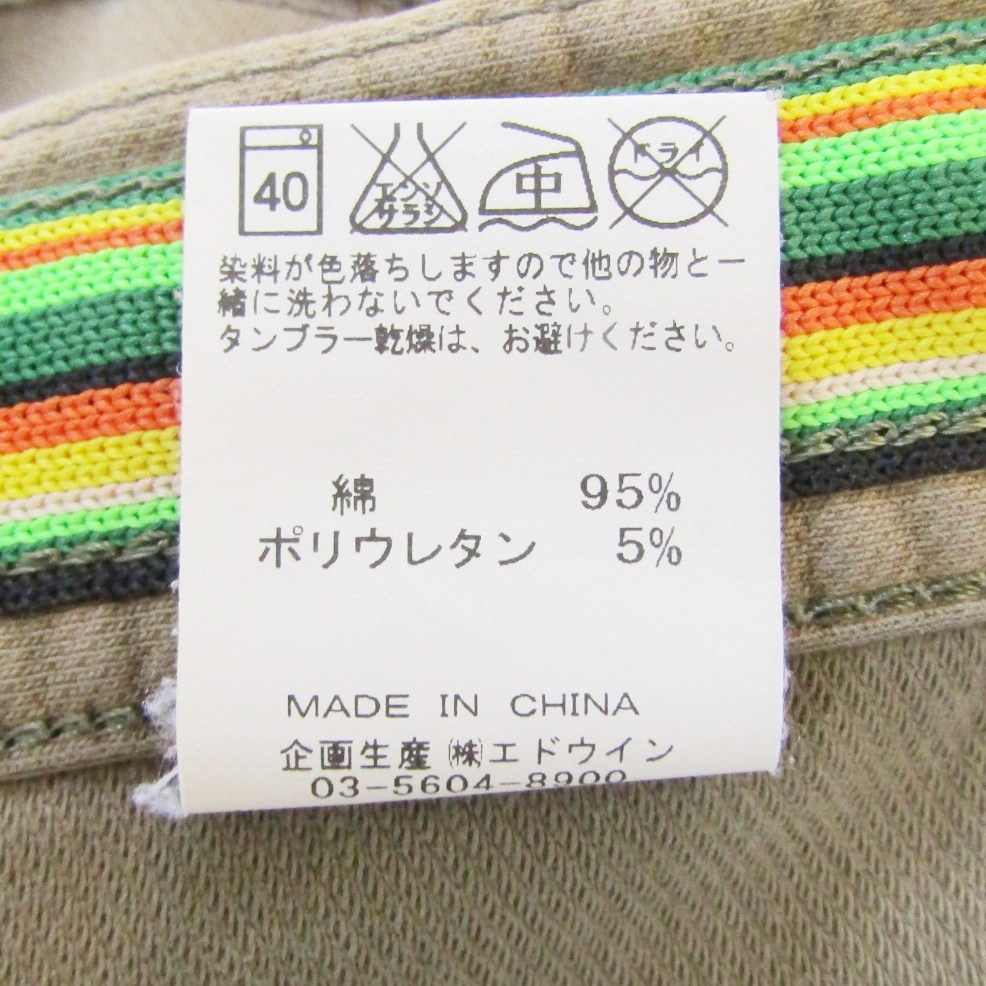 40
エンソ
サラシ
中
ドライ
染料が色落ちしますので他の物と一
緒に洗わないでください。
タンブラー乾燥は、お避けください。
綿 95%
ポリウレタン 5%
MADE IN CHINA
企画生産 ㈱エドウイン
03-5604-8900